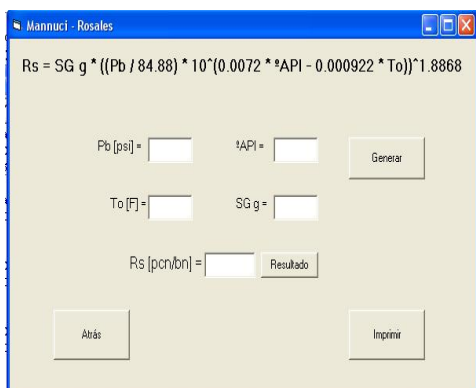 Mannuci - Rosales
Rs = SG g * ((Pb / 84.88) * 10^(0.0072 * ºAPI - 0.000922 * To))^1.8868
Pb [psi] = ºAPI = Generar
To [F] = SG g =
Rs [pcn/bn] = Resultado
Atrás Imprimir